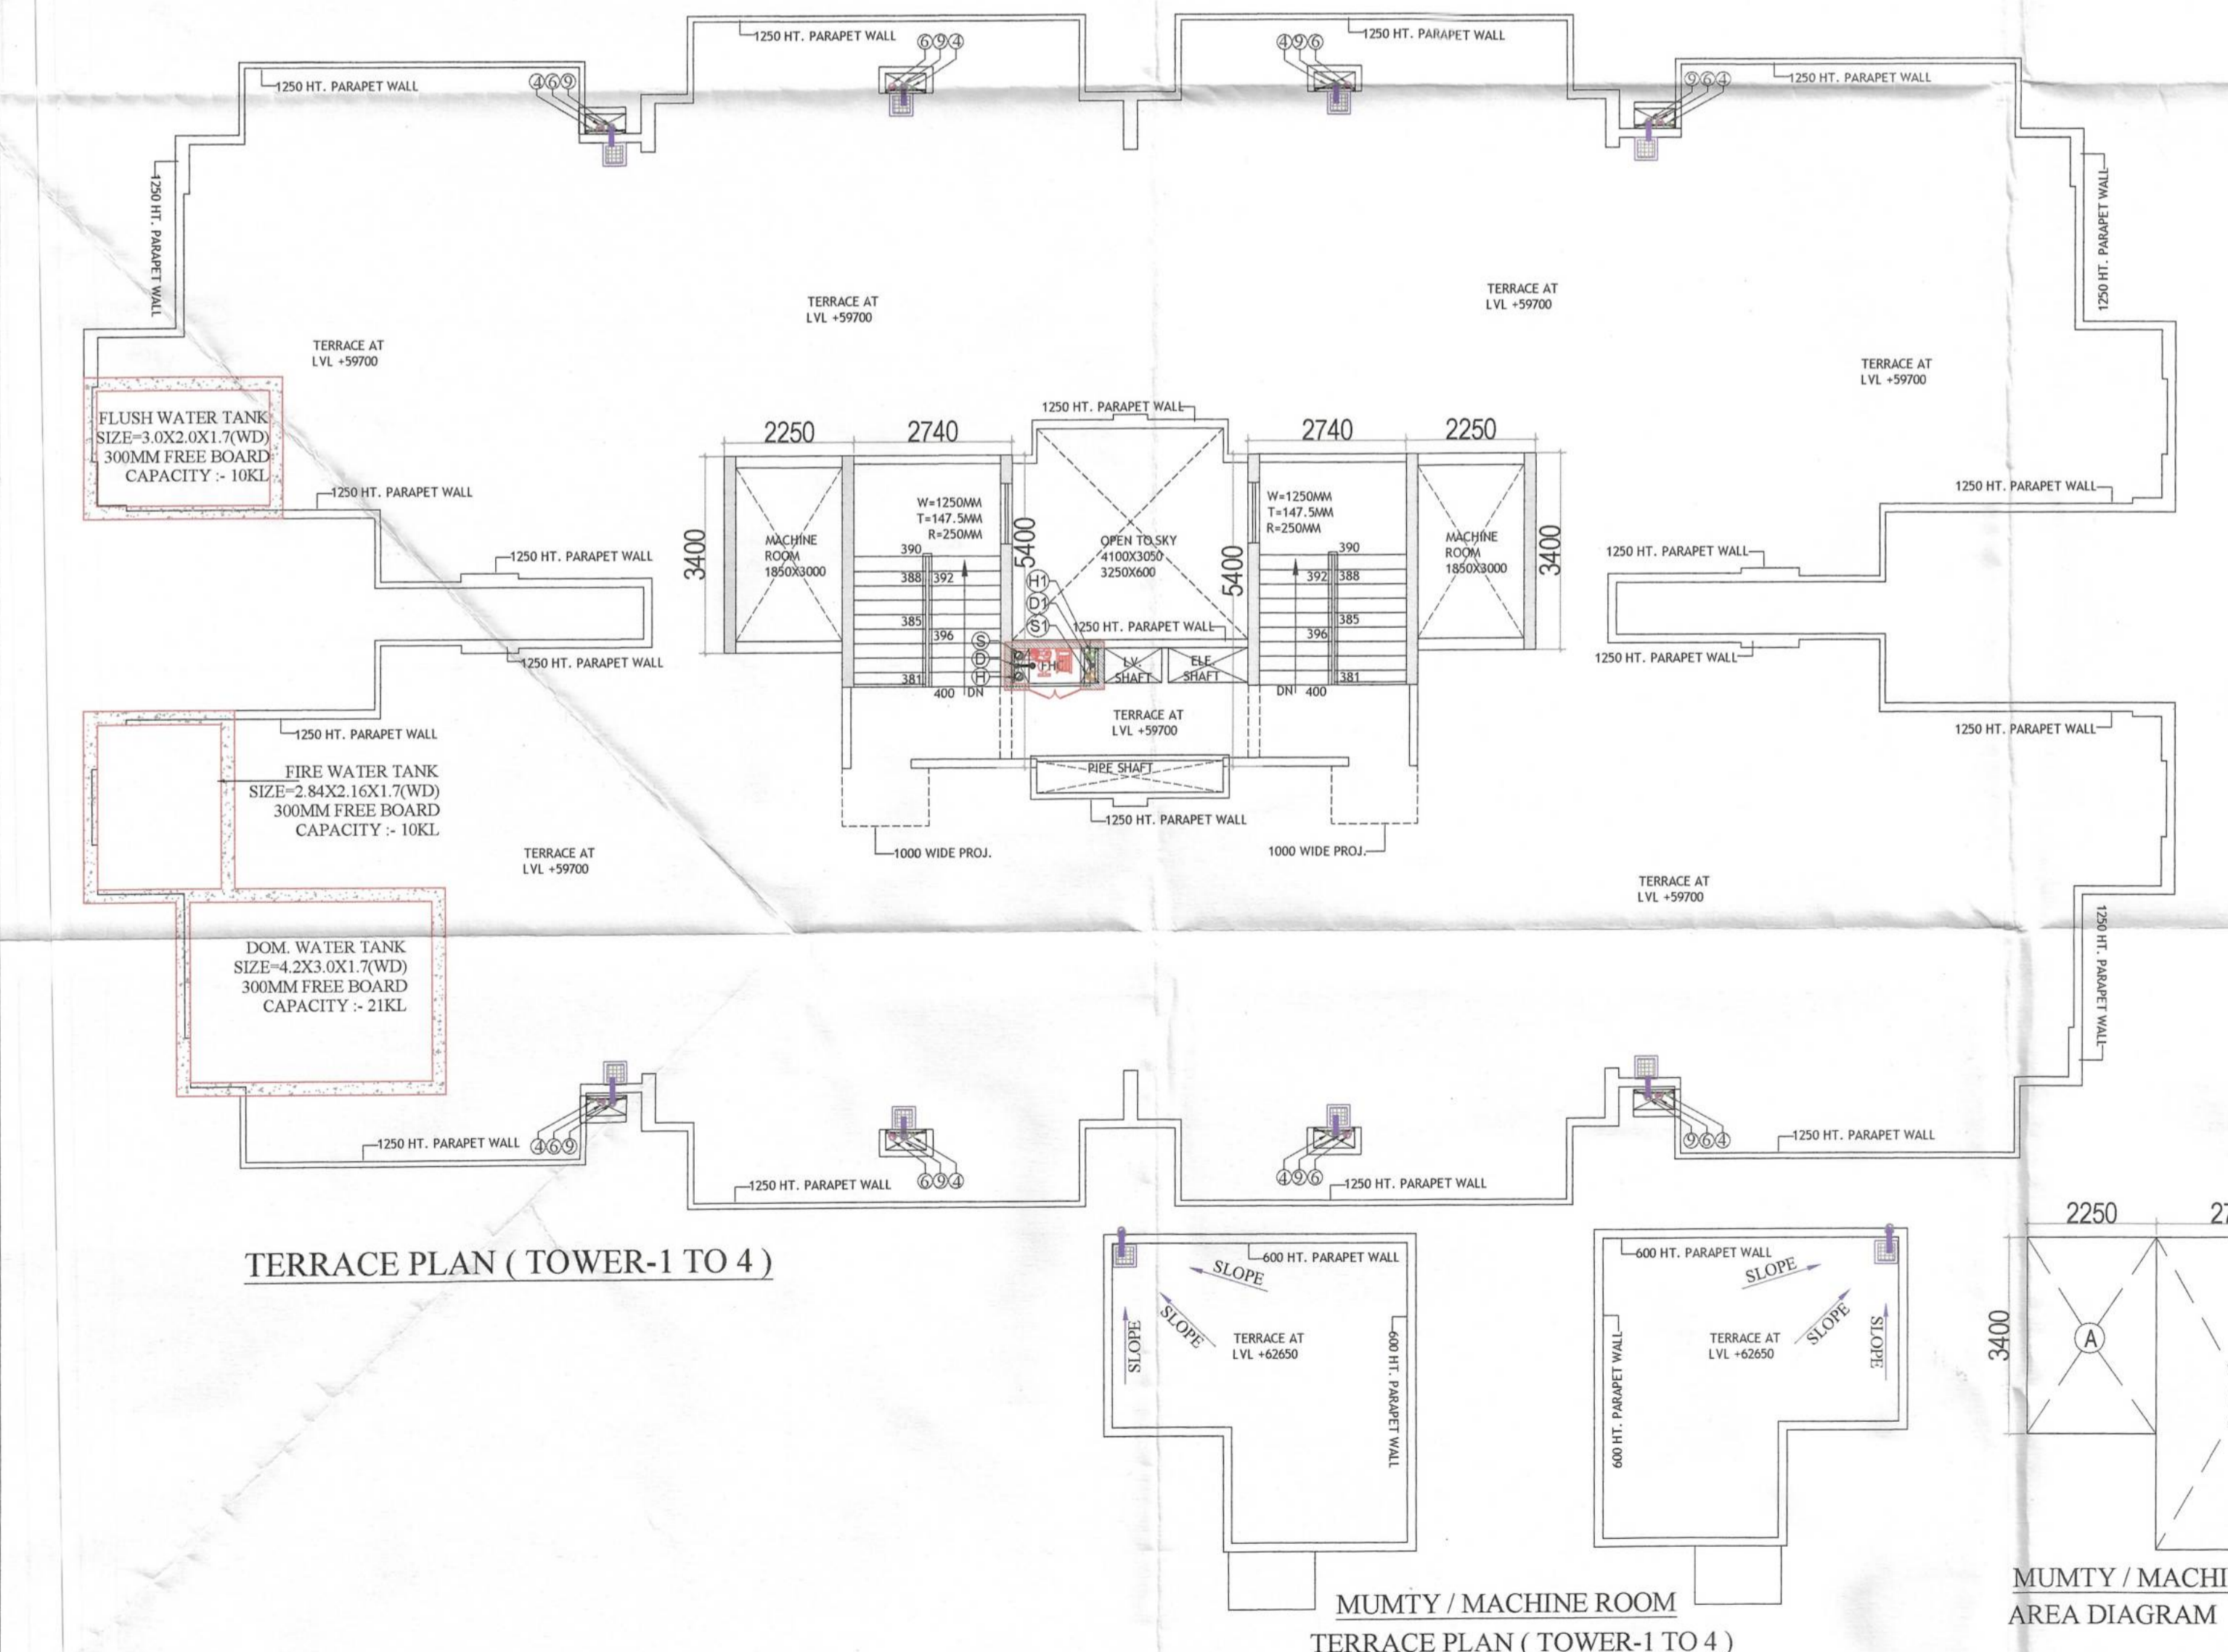 1250 HT. PARAPET WALL
1250 HT. PARAPET WALL
⑥⑨④
④⑨⑥
1250 HT. PARAPET WALL
④⑥⑨
⑨⑥④
1250 HT. PARAPET WALL
1250 HT. PARAPET WALL
1250 HT. PARAPET WALL
TERRACE AT
LVL +59700
TERRACE AT
LVL +59700
TERRACE AT
LVL +59700
TERRACE AT
LVL +59700
FLUSH WATER TANK
SIZE=3.0X2.0X1.7(WD)
300MM FREE BOARD
CAPACITY :- 10KL
1250 HT. PARAPET WALL
1250 HT. PARAPET WALL
2250
2740
2740
2250
1250 HT. PARAPET WALL
1250 HT. PARAPET WALL
3400
MACHINE
ROOM
1850X3000
W=1250MM
T=147.5MM
R=250MM
390
388
392
385
396
381
400
DN
5400
OPEN TO SKY
4100X3050
3250X600
5400
H1
D1
S1
S
D
H
FHC
1250 HT. PARAPET WALL
LV.
SHAFT
ELE.
SHAFT
W=1250MM
T=147.5MM
R=250MM
390
392
388
385
396
381
DN
400
MACHINE
ROOM
1850X3000
3400
1250 HT. PARAPET WALL
1250 HT. PARAPET WALL
1250 HT. PARAPET WALL
TERRACE AT
LVL +59700
PIPE SHAFT
1250 HT. PARAPET WALL
1000 WIDE PROJ.
1000 WIDE PROJ.
1250 HT. PARAPET WALL
1250 HT. PARAPET WALL
FIRE WATER TANK
SIZE=2.84X2.16X1.7(WD)
300MM FREE BOARD
CAPACITY :- 10KL
TERRACE AT
LVL +59700
TERRACE AT
LVL +59700
1250 HT. PARAPET WALL
DOM. WATER TANK
SIZE=4.2X3.0X1.7(WD)
300MM FREE BOARD
CAPACITY :- 21KL
1250 HT. PARAPET WALL
④⑥⑨
⑨⑥④
1250 HT. PARAPET WALL
1250 HT. PARAPET WALL
⑥⑨④
④⑨⑥
1250 HT. PARAPET WALL
TERRACE PLAN ( TOWER-1 TO 4 )
600 HT. PARAPET WALL
SLOPE
SLOPE
SLOPE
TERRACE AT
LVL +62650
600 HT. PARAPET WALL
600 HT. PARAPET WALL
SLOPE
SLOPE
SLOPE
TERRACE AT
LVL +62650
600 HT. PARAPET WALL
2250
27
3400
A
MUMTY / MACHINE ROOM
TERRACE PLAN ( TOWER-1 TO 4 )
MUMTY / MACHI
AREA DIAGRAM